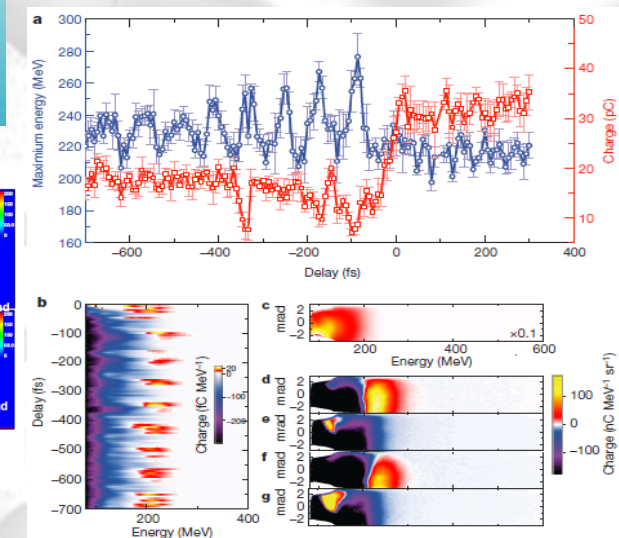 a
300
280
260
240
220
200
180
160
Maximium energy (MeV)
50
40
30
20
10
5
Charge (pC)
−600
−400
−200
0
200
400
Delay (fs)
b
0
−100
−200
−300
−400
−500
−600
−700
Delay (fs)
200
400
Energy (MeV)
20
0
−200
Charge (fC MeV−1)
c
mrad
2
0
−2
×0.1
200
400
600
Energy (MeV)
d
mrad
2
0
−2
e
mrad
2
0
−2
f
mrad
2
0
−2
g
mrad
2
0
−2
100
0
−100
Charge (nC MeV−1 sr−1)